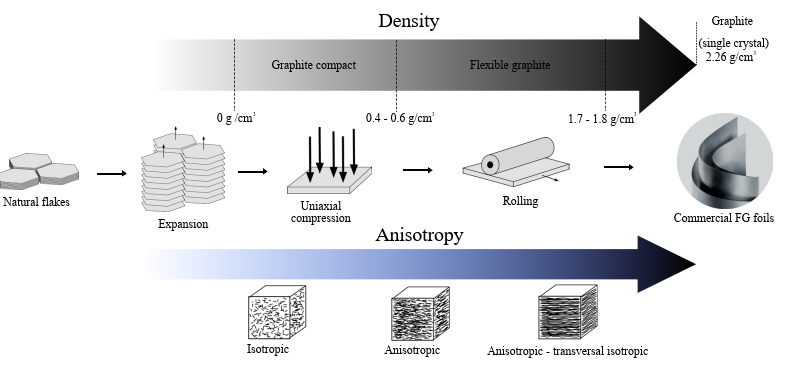 Density
Graphite
(single crystal)
2.26 g/cm³
Graphite compact
Flexible graphite
0 g /cm³
0.4 - 0.6 g/cm³
1.7 - 1.8 g/cm³
Natural flakes
Expansion
Uniaxial
compression
Rolling
Commercial FG foils
Anisotropy
Isotropic
Anisotropic
Anisotropic - transversal isotropic